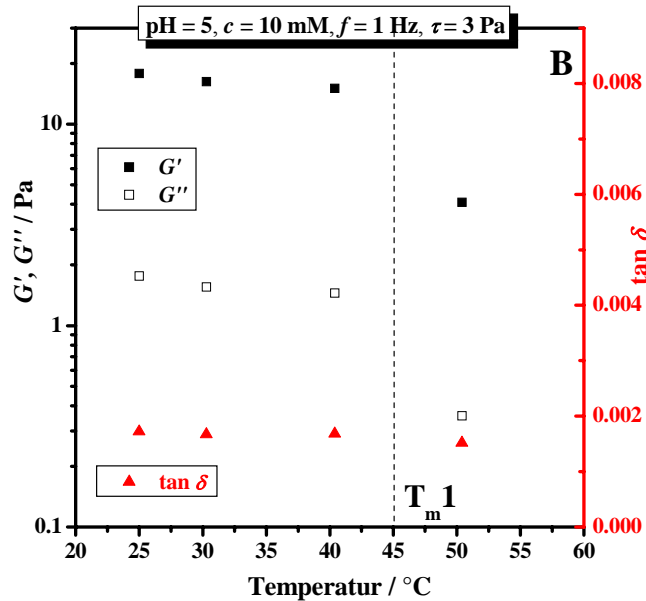 pH = 5, c = 10 mM, f = 1 Hz, τ = 3 Pa
B
G', G'' / Pa
10
1
0.1
G'
G''
tan δ
T_m1
0.008
0.006
0.004
0.002
0.000
tan δ
20 25 30 35 40 45 50 55 60
Temperatur / °C